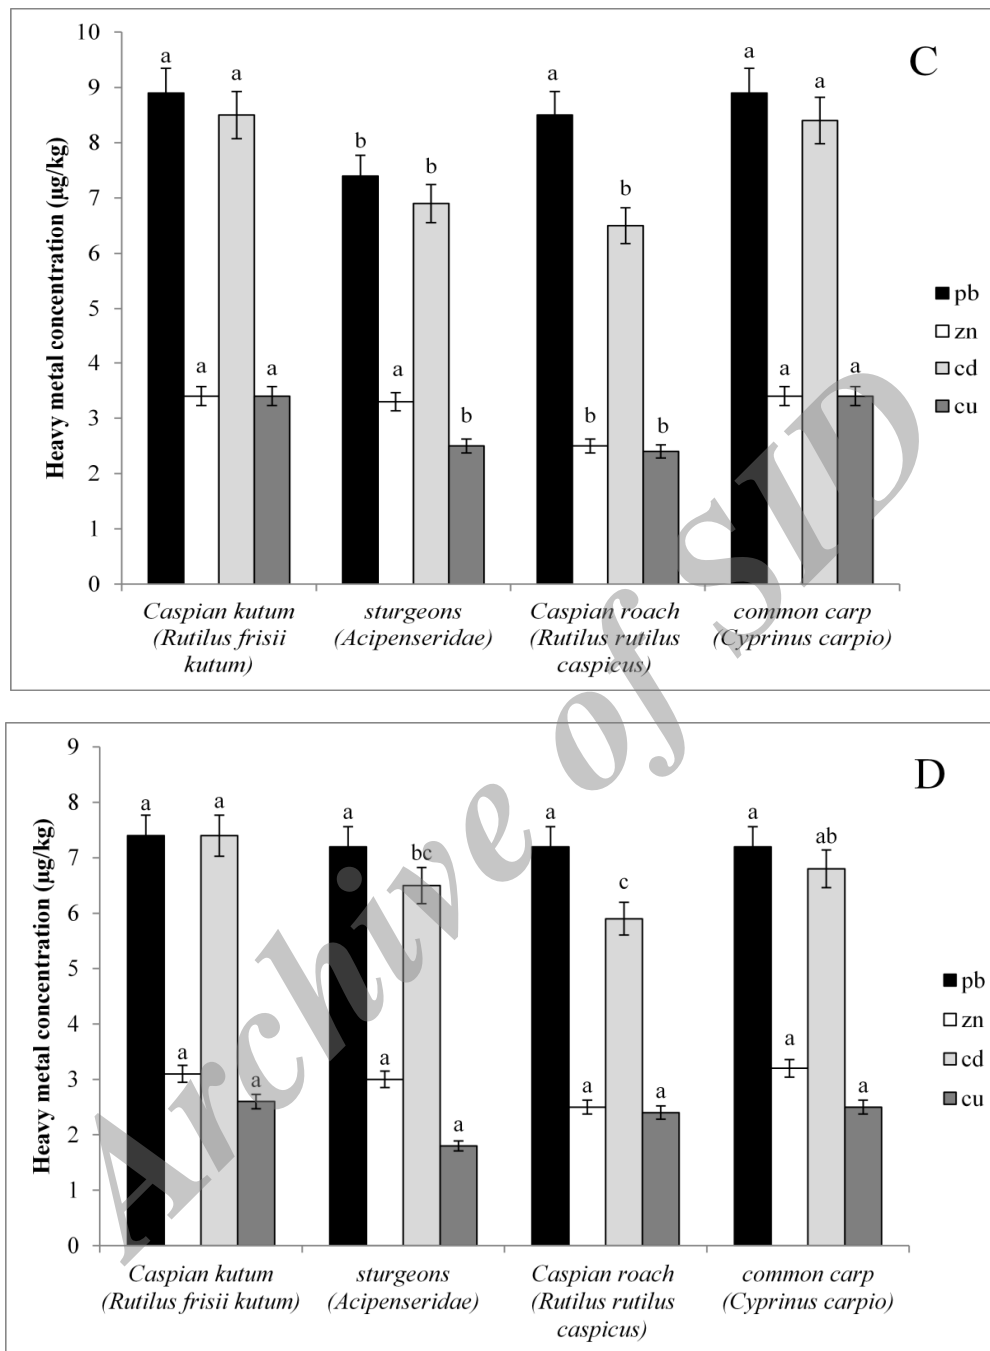 C
Heavy metal concentration (µg/kg)
10
9
8
7
6
5
4
3
2
1
0
a
a
a
a
b
a
b
b
a
b
b
b
a
a
a
a
pb
zn
cd
cu
Caspian kutum
(Rutilus frisii
kutum)
sturgeons
(Acipenseridae)
Caspian roach
(Rutilus rutilus
caspicus)
common carp
(Cyprinus carpio)
D
Heavy metal concentration (µg/kg)
9
8
7
6
5
4
3
2
1
0
a
a
a
a
a
a
bc
a
a
a
c
a
a
a
ab
a
pb
zn
cd
cu
Caspian kutum
(Rutilus frisii kutum)
sturgeons
(Acipenseridae)
Caspian roach
(Rutilus rutilus
caspicus)
common carp
(Cyprinus carpio)
Archive of SID